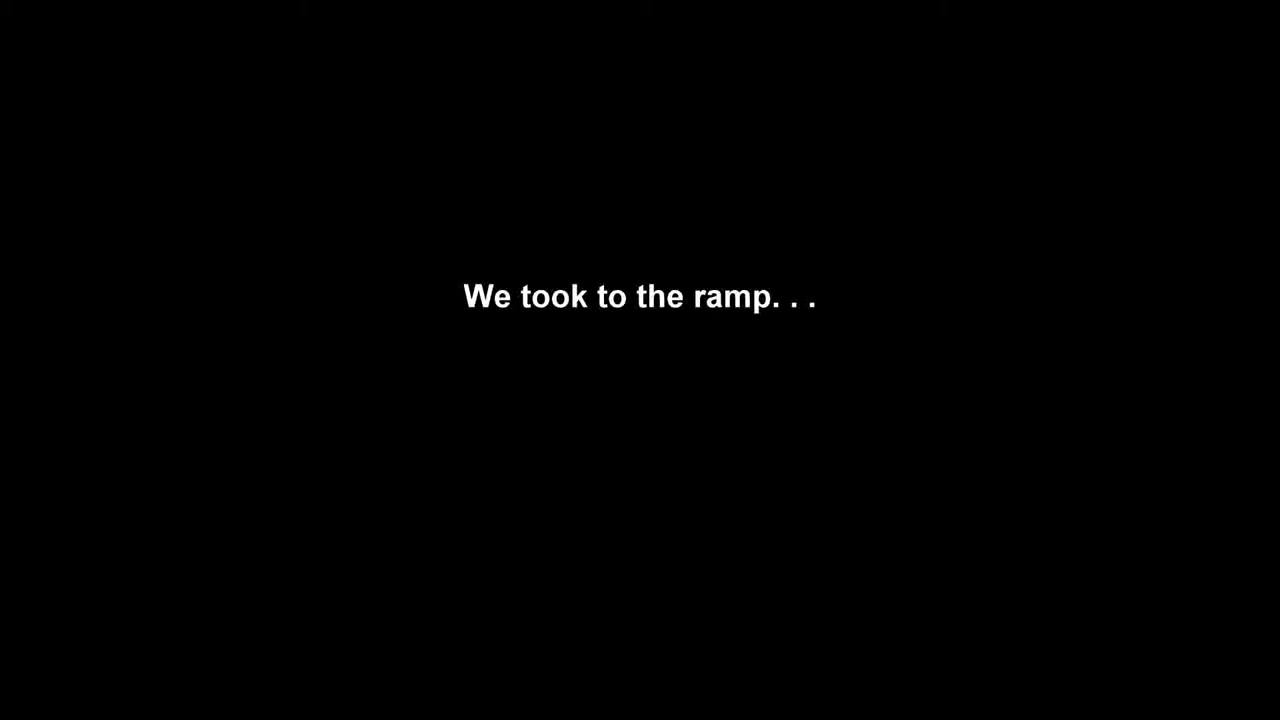 We took to the ramp. . .